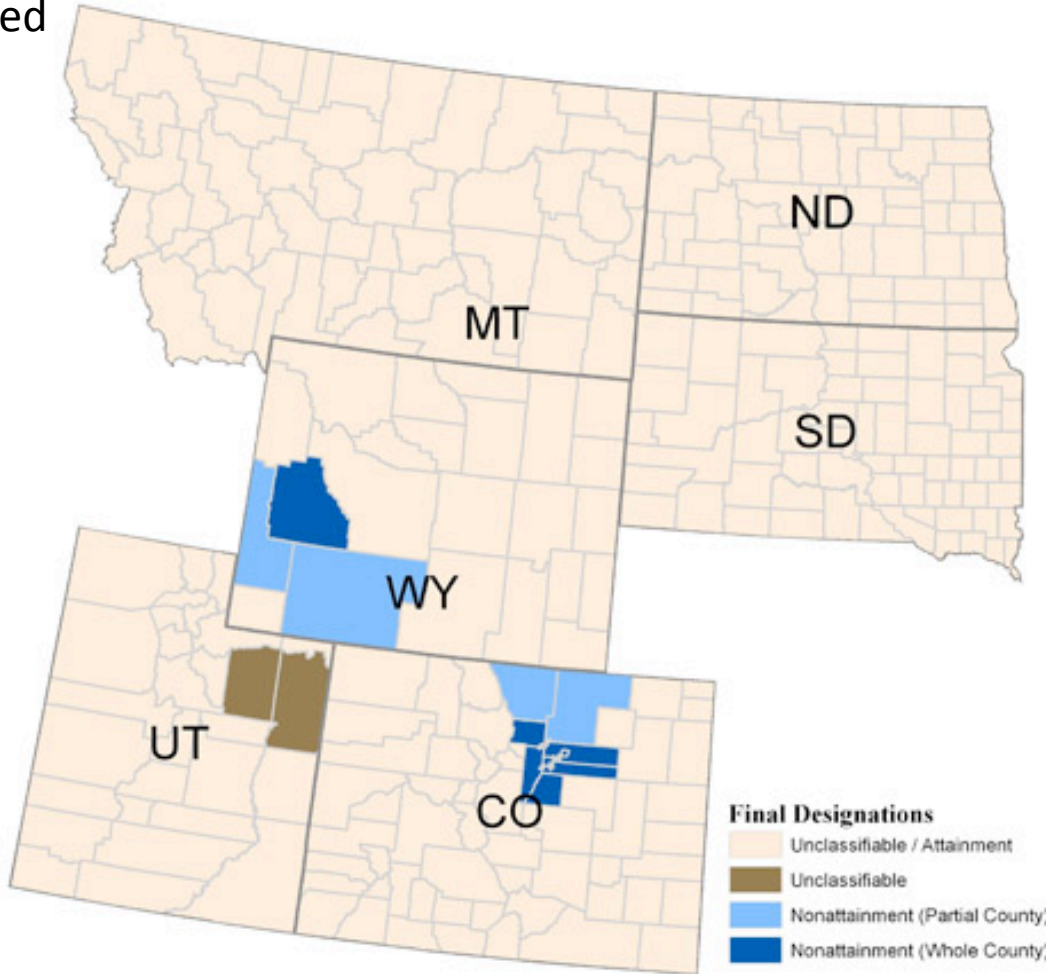 ed
MT
ND
SD
WY
UT
CO
Final Designations
Unclassifiable / Attainment
Unclassifiable
Nonattainment (Partial County)
Nonattainment (Whole County)